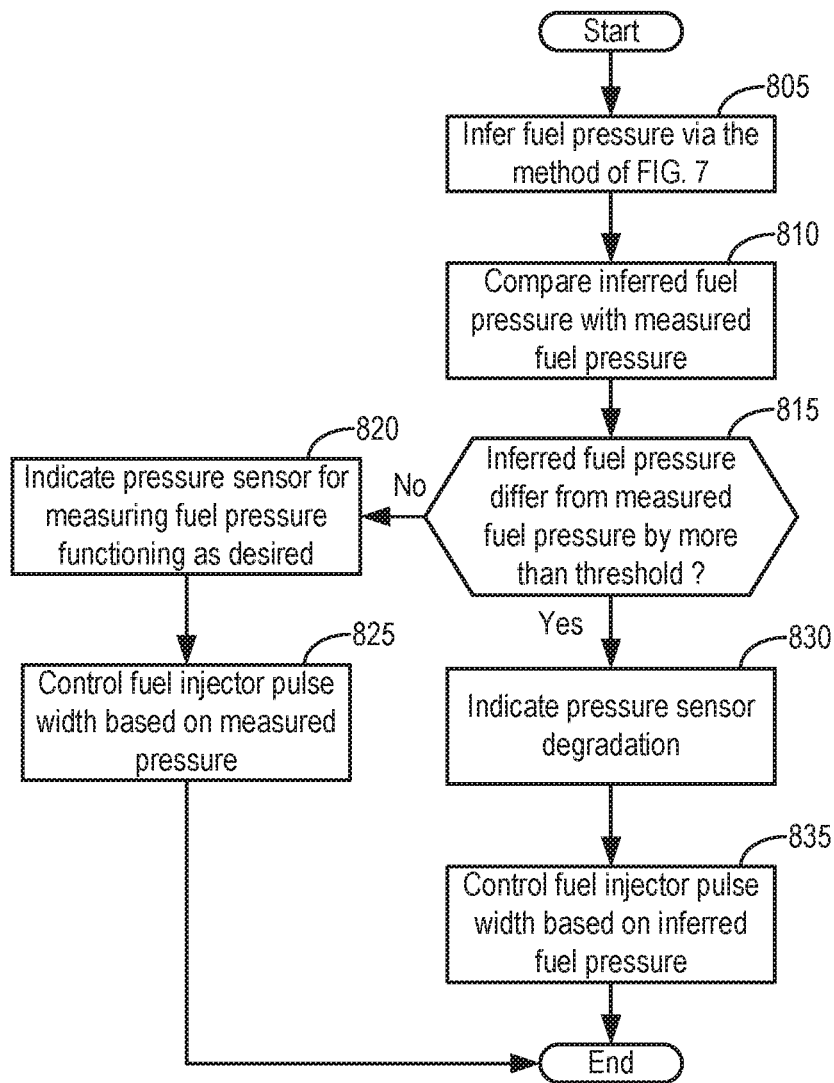 Start
805
Infer fuel pressure via the
method of FIG. 7
810
Compare inferred fuel
pressure with measured
fuel pressure
815
Inferred fuel pressure
differ from measured
fuel pressure by more
than threshold ?
No
820
Indicate pressure sensor for
measuring fuel pressure
functioning as desired
825
Control fuel injector pulse
width based on measured
pressure
Yes
830
Indicate pressure sensor
degradation
835
Control fuel injector pulse
width based on inferred
fuel pressure
End